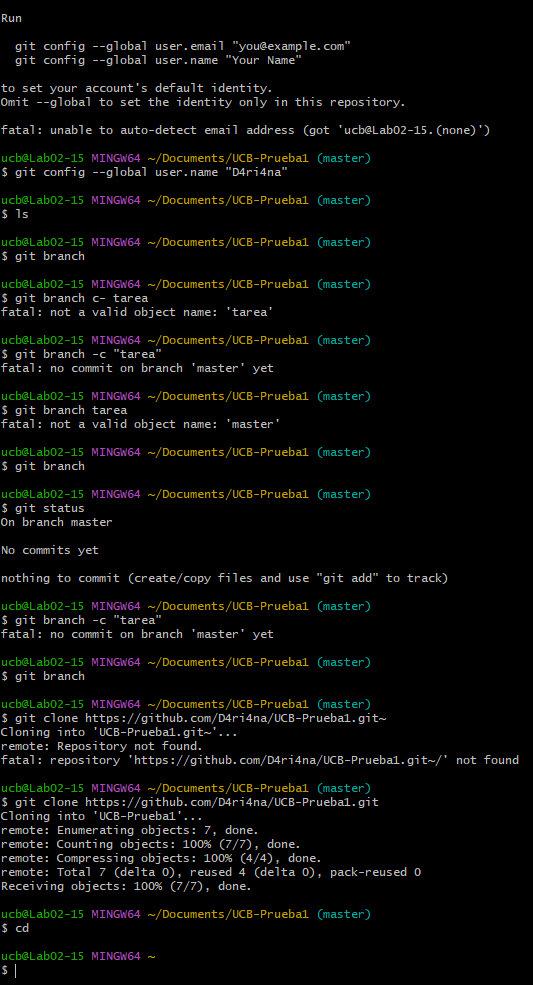 Run
git config --global user.email "you@example.com"
git config --global user.name "Your Name"
to set your account's default identity.
Omit --global to set the identity only in this repository.
fatal: unable to auto-detect email address (got 'ucb@Lab02-15.(none)')
ucb@Lab02-15 MINGW64 ~/Documents/UCB-Prueba1 (master)
$ git config --global user.name "D4ri4na"
ucb@Lab02-15 MINGW64 ~/Documents/UCB-Prueba1 (master)
$ ls
ucb@Lab02-15 MINGW64 ~/Documents/UCB-Prueba1 (master)
$ git branch
ucb@Lab02-15 MINGW64 ~/Documents/UCB-Prueba1 (master)
$ git branch c- tarea
fatal: not a valid object name: 'tarea'
ucb@Lab02-15 MINGW64 ~/Documents/UCB-Prueba1 (master)
$ git branch -c "tarea"
fatal: no commit on branch 'master' yet
ucb@Lab02-15 MINGW64 ~/Documents/UCB-Prueba1 (master)
$ git branch tarea
fatal: not a valid object name: 'master'
ucb@Lab02-15 MINGW64 ~/Documents/UCB-Prueba1 (master)
$ git branch
ucb@Lab02-15 MINGW64 ~/Documents/UCB-Prueba1 (master)
$ git status
On branch master
No commits yet
nothing to commit (create/copy files and use "git add" to track)
ucb@Lab02-15 MINGW64 ~/Documents/UCB-Prueba1 (master)
$ git branch -c "tarea"
fatal: no commit on branch 'master' yet
ucb@Lab02-15 MINGW64 ~/Documents/UCB-Prueba1 (master)
$ git branch
ucb@Lab02-15 MINGW64 ~/Documents/UCB-Prueba1 (master)
$ git clone https://github.com/D4ri4na/UCB-Prueba1.git~
Cloning into 'UCB-Prueba1.git~'...
remote: Repository not found.
fatal: repository 'https://github.com/D4ri4na/UCB-Prueba1.git~/' not found
ucb@Lab02-15 MINGW64 ~/Documents/UCB-Prueba1 (master)
$ git clone https://github.com/D4ri4na/UCB-Prueba1.git
Cloning into 'UCB-Prueba1'...
remote: Enumerating objects: 7, done.
remote: Counting objects: 100% (7/7), done.
remote: Compressing objects: 100% (4/4), done.
remote: Total 7 (delta 0), reused 4 (delta 0), pack-reused 0
Receiving objects: 100% (7/7), done.
ucb@Lab02-15 MINGW64 ~/Documents/UCB-Prueba1 (master)
$ cd
ucb@Lab02-15 MINGW64 ~
$